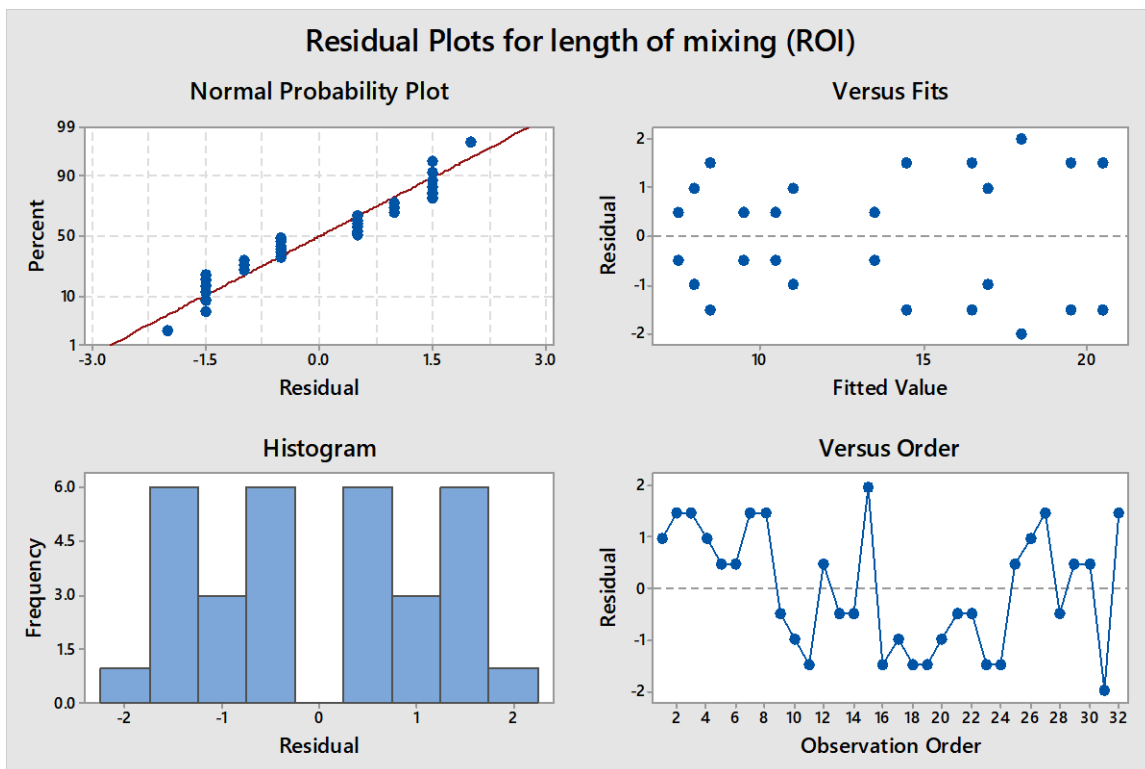 Residual Plots for length of mixing (ROI)
Normal Probability Plot
99
90
50
10
1
Percent
-3.0 -1.5 0.0 1.5 3.0
Residual
Versus Fits
2
1
0
-1
-2
Residual
10 15 20
Fitted Value
Histogram
6.0
4.5
3.0
1.5
0.0
Frequency
-2 -1 0 1 2
Residual
Versus Order
2
1
0
-1
-2
Residual
2 4 6 8 10 12 14 16 18 20 22 24 26 28 30 32
Observation Order